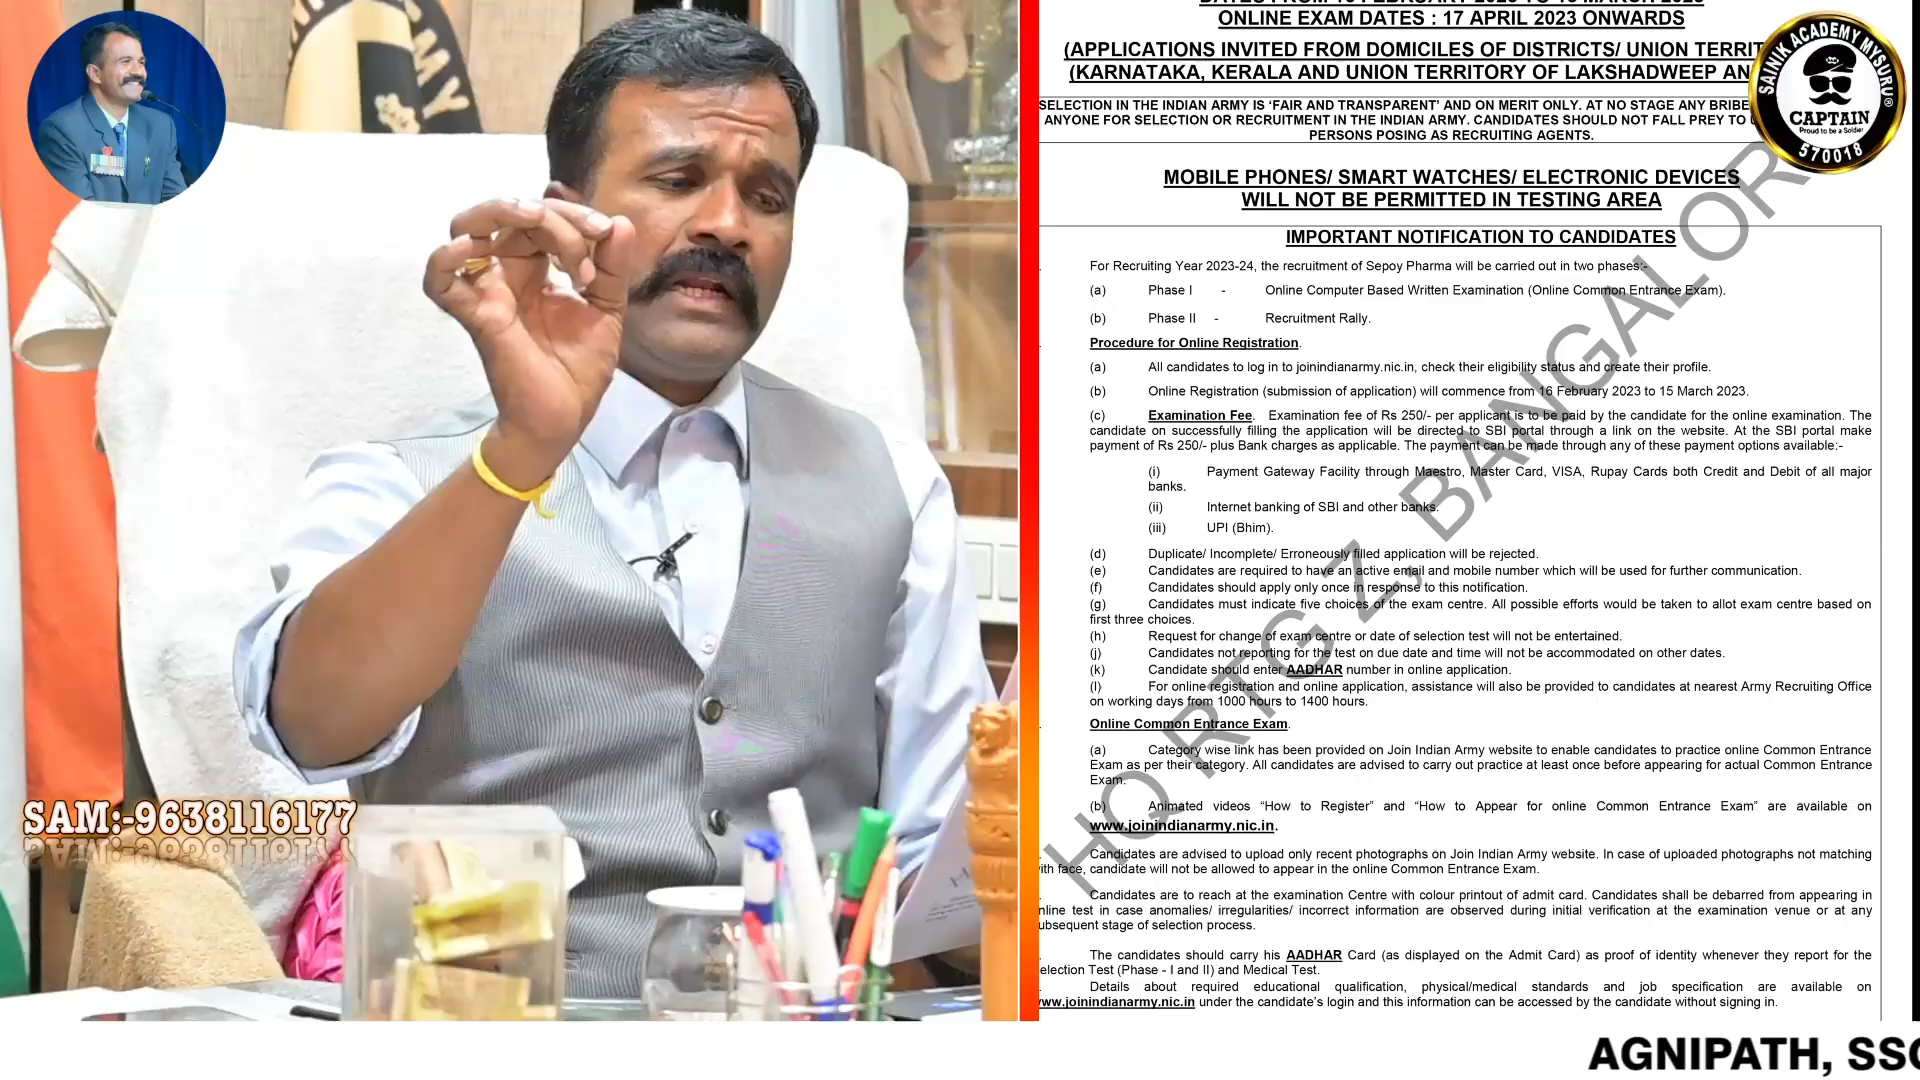 MY
SAM:-9638116177
DATES FROM 16 FEBRUARY 2023 TO 15 MARCH 2023
ONLINE EXAM DATES : 17 APRIL 2023 ONWARDS
(APPLICATIONS INVITED FROM DOMICILES OF DISTRICTS/ UNION TERRIT
(KARNATAKA, KERALA AND UNION TERRITORY OF LAKSHADWEEP AN
SELECTION IN THE INDIAN ARMY IS ‘FAIR AND TRANSPARENT’ AND ON MERIT ONLY. AT NO STAGE ANY BRIBE
ANYONE FOR SELECTION OR RECRUITMENT IN THE INDIAN ARMY. CANDIDATES SHOULD NOT FALL PREY TO
PERSONS POSING AS RECRUITING AGENTS.
SAINIK ACADEMY MYSURU®
CAPTAIN
Proud to be a Soldier
570018
MOBILE PHONES/ SMART WATCHES/ ELECTRONIC DEVICES
WILL NOT BE PERMITTED IN TESTING AREA
IMPORTANT NOTIFICATION TO CANDIDATES
For Recruiting Year 2023-24, the recruitment of Sepoy Pharma will be carried out in two phases:-
(a) Phase I - Online Computer Based Written Examination (Online Common Entrance Exam).
(b) Phase II - Recruitment Rally.
Procedure for Online Registration.
(a) All candidates to log in to joinindianarmy.nic.in, check their eligibility status and create their profile.
(b) Online Registration (submission of application) will commence from 16 February 2023 to 15 March 2023.
(c) Examination Fee. Examination fee of Rs 250/- per applicant is to be paid by the candidate for the online examination. The
candidate on successfully filling the application will be directed to SBI portal through a link on the website. At the SBI portal make
payment of Rs 250/- plus Bank charges as applicable. The payment can be made through any of these payment options available:-
(i) Payment Gateway Facility through Maestro, Master Card, VISA, Rupay Cards both Credit and Debit of all major
banks.
(ii) Internet banking of SBI and other banks.
(iii) UPI (Bhim).
(d) Duplicate/ Incomplete/ Erroneously filled application will be rejected.
(e) Candidates are required to have an active email and mobile number which will be used for further communication.
(f) Candidates should apply only once in response to this notification.
(g) Candidates must indicate five choices of the exam centre. All possible efforts would be taken to allot exam centre based on
first three choices.
(h) Request for change of exam centre or date of selection test will not be entertained.
(j) Candidates not reporting for the test on due date and time will not be accommodated on other dates.
(k) Candidate should enter AADHAR number in online application.
(l) For online registration and online application, assistance will also be provided to candidates at nearest Army Recruiting Office
on working days from 1000 hours to 1400 hours.
Online Common Entrance Exam.
(a) Category wise link has been provided on Join Indian Army website to enable candidates to practice online Common Entrance
Exam as per their category. All candidates are advised to carry out practice at least once before appearing for actual Common Entrance
Exam.
(b) Animated videos “How to Register” and “How to Appear for online Common Entrance Exam” are available on
www.joinindianarmy.nic.in.
Candidates are advised to upload only recent photographs on Join Indian Army website. In case of uploaded photographs not matching
ith face, candidate will not be allowed to appear in the online Common Entrance Exam.
Candidates are to reach at the examination Centre with colour printout of admit card. Candidates shall be debarred from appearing in
nline test in case anomalies/ irregularities/ incorrect information are observed during initial verification at the examination venue or at any
ubsequent stage of selection process.
The candidates should carry his AADHAR Card (as displayed on the Admit Card) as proof of identity whenever they report for the
election Test (Phase - I and II) and Medical Test.
Details about required educational qualification, physical/medical standards and job specification are available on
www.joinindianarmy.nic.in under the candidate’s login and this information can be accessed by the candidate without signing in.
HQ RTG Z, BANGALOR
AGNIPATH, SSC